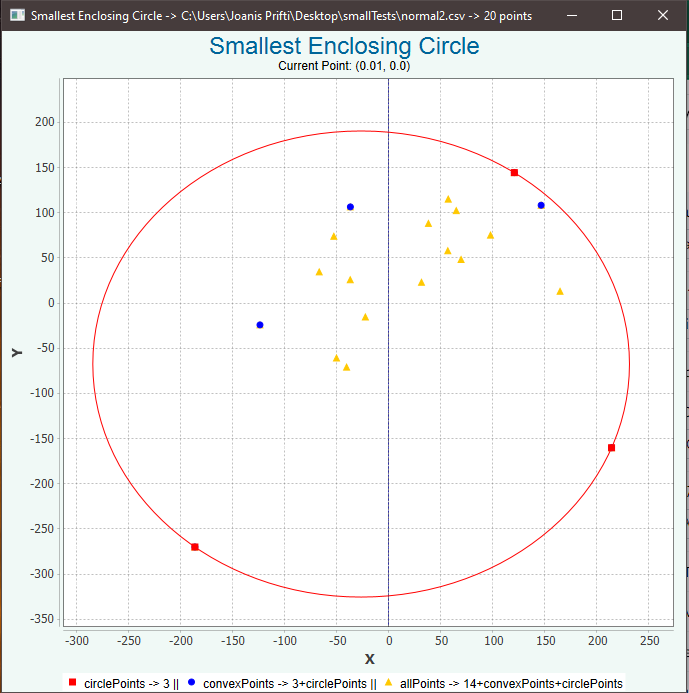 Smallest Enclosing Circle -> C:\Users\Joanis Prifti\Desktop\smallTests\normal2.csv -> 20 points
Smallest Enclosing Circle
Current Point: (0.01, 0.0)
200
150
100
50
0
-50
-100
-150
-200
-250
-300
-350
Y
-300 -250 -200 -150 -100 -50 0 50 100 150 200 250
X
circlePoints -> 3 || convexPoints -> 3+circlePoints || allPoints -> 14+convexPoints+circlePoints